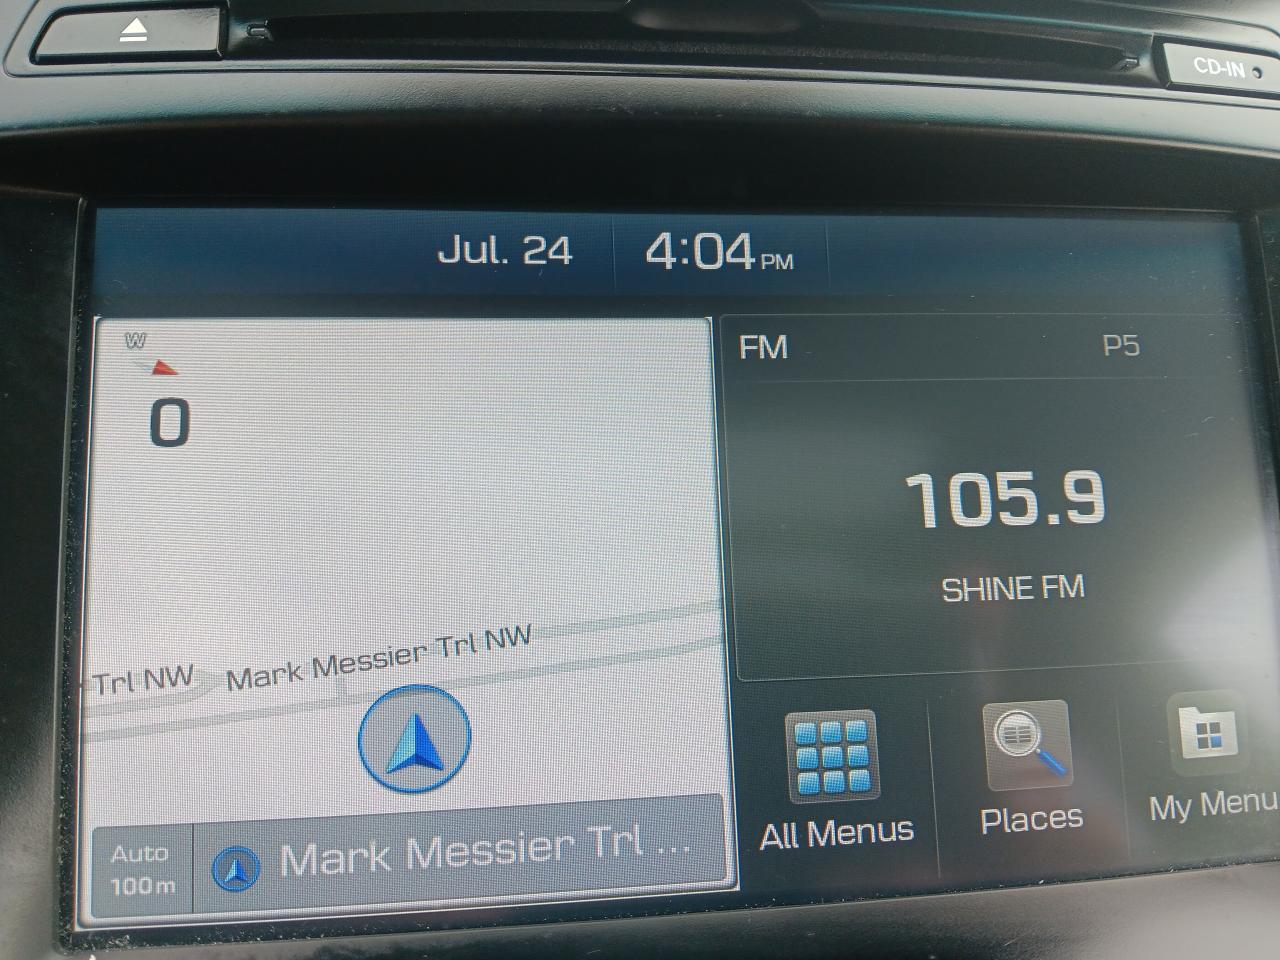 CD-IN
Jul. 24 4:04 PM
W
0
FM P5
105.9
SHINE FM
Trl NW Mark Messier Trl NW
Auto
100m
Mark Messier Trl ...
All Menus Places My Menu